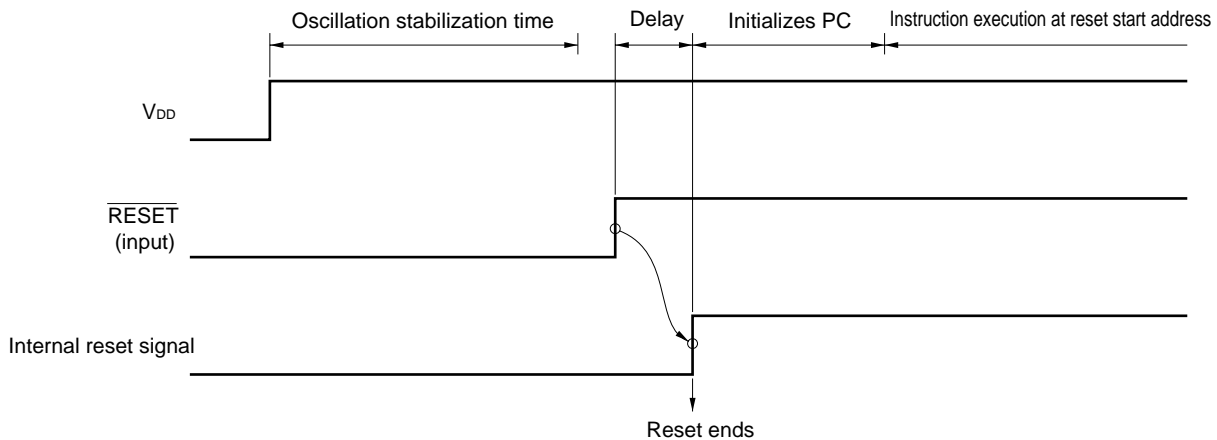 Oscillation stabilization time
Delay
Initializes PC
Instruction execution at reset start address
VDD
RESET
(input)
Internal reset signal
Reset ends